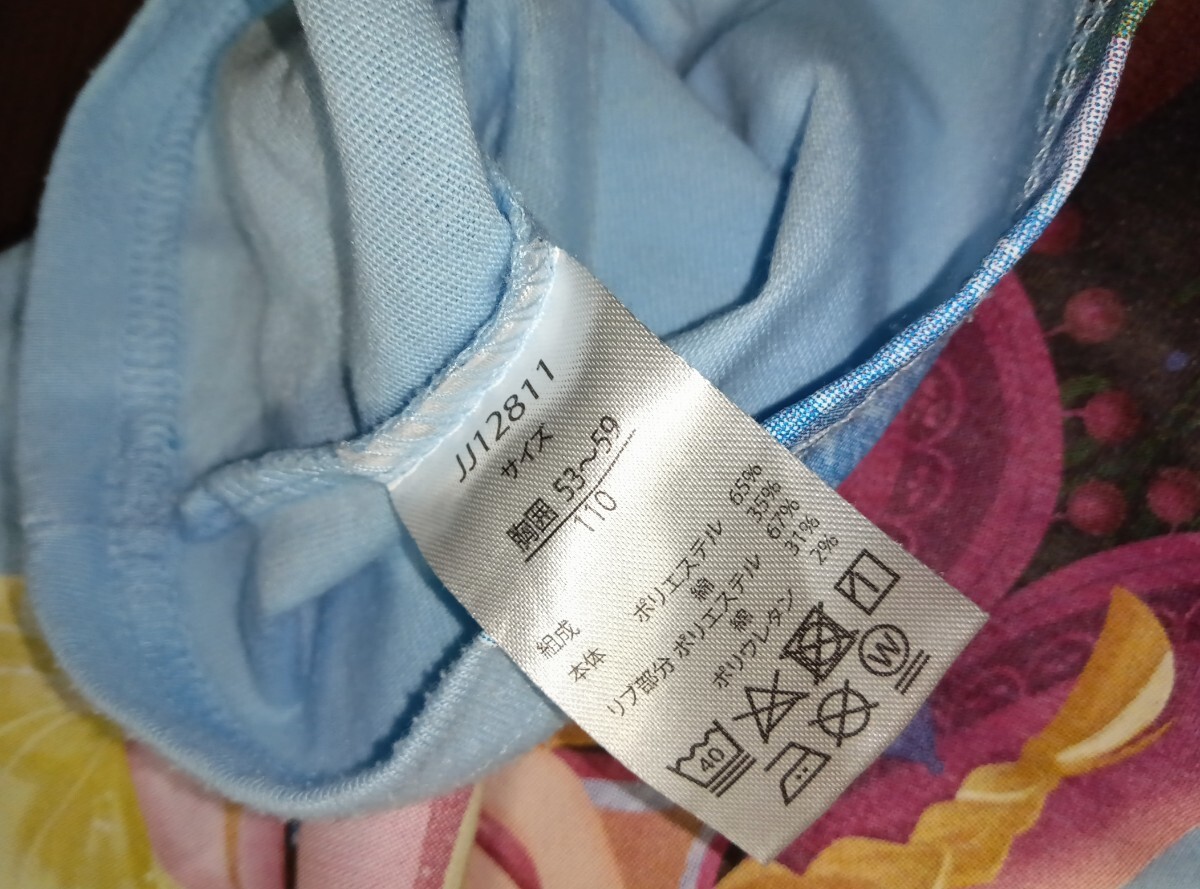 JJ12811
サイズ
胸囲 53～59
110
組成
本体 ポリエステル 65%
綿 35%
リブ部分 ポリエステル 67%
綿 31%
ポリウレタン 2%
40
W